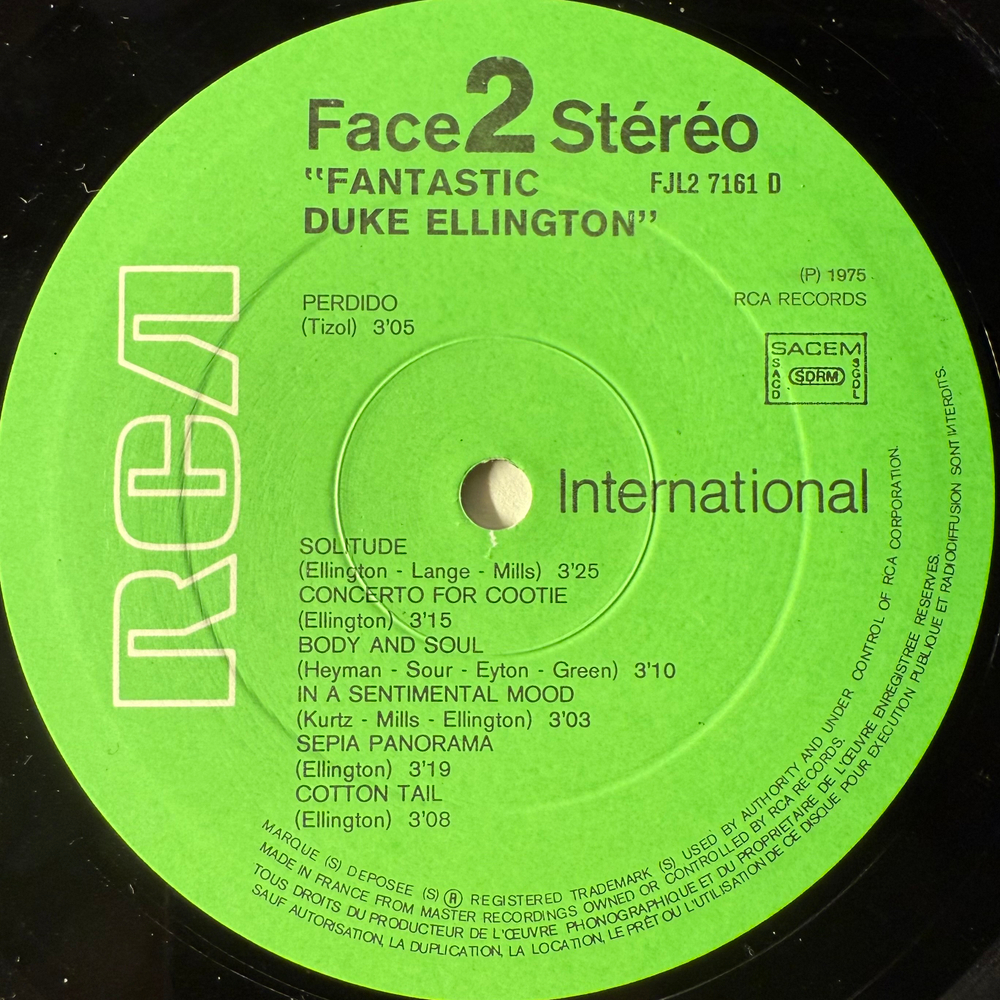 Face 2 Stéréo
"FANTASTIC
DUKE ELLINGTON"
FJL2 7161 D
(P) 1975
RCA RECORDS
PERDIDO
(Tizol) 3'05
SACEM
SACD
SDRM
SGDL
RCA
International
SOLITUDE
(Ellington - Lange - Mills) 3'25
CONCERTO FOR COOTIE
(Ellington) 3'15
BODY AND SOUL
(Heyman - Sour - Eyton - Green) 3'10
IN A SENTIMENTAL MOOD
(Kurtz - Mills - Ellington) 3'03
SEPIA PANORAMA
(Ellington) 3'19
COTTON TAIL
(Ellington) 3'08
MARQUE (S) DEPOSEE (S) ® REGISTERED TRADEMARK (S) USED BY AUTHORITY AND UNDER CONTROL OF RCA CORPORATION.
MADE IN FRANCE FROM MASTER RECORDINGS OWNED OR CONTROLLED BY RCA RECORDS.
TOUS DROITS DU PRODUCTEUR DE L'ŒUVRE PHONOGRAPHIQUE ET DU PROPRIETAIRE DE L'ŒUVRE ENREGISTREE RESERVES.
SAUF AUTORISATION, LA DUPLICATION, LA LOCATION, LE PRÊT OU L'UTILISATION DE CE DISQUE POUR EXECUTION PUBLIQUE ET RADIODIFFUSION SONT INTERDITS.